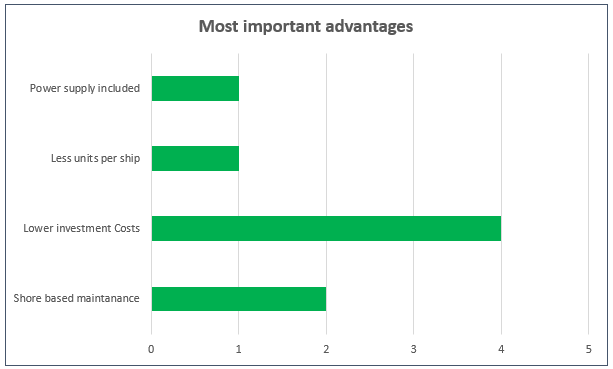 Most important advantages
Power supply included
Less units per ship
Lower investment Costs
Shore based maintanance
0 1 2 3 4 5